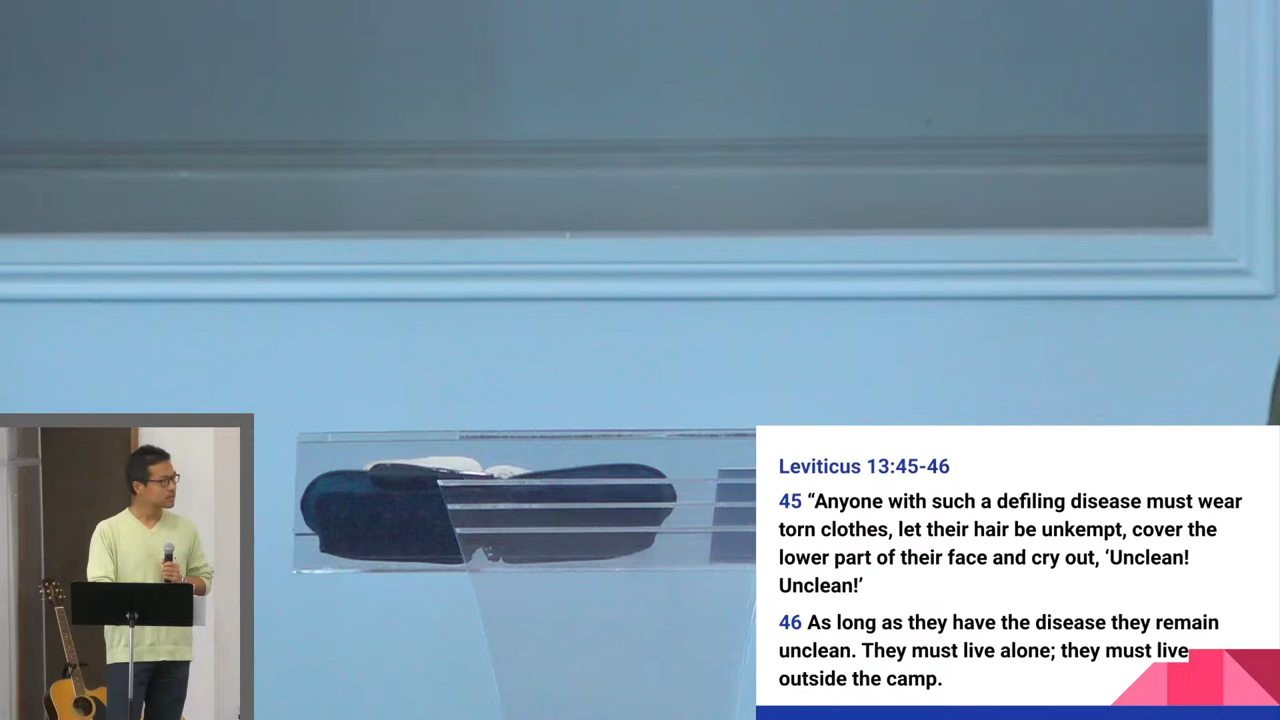 Leviticus 13:45-46
45 “Anyone with such a defiling disease must wear
torn clothes, let their hair be unkempt, cover the
lower part of their face and cry out, ‘Unclean!
Unclean!’
46 As long as they have the disease they remain
unclean. They must live alone; they must live
outside the camp.